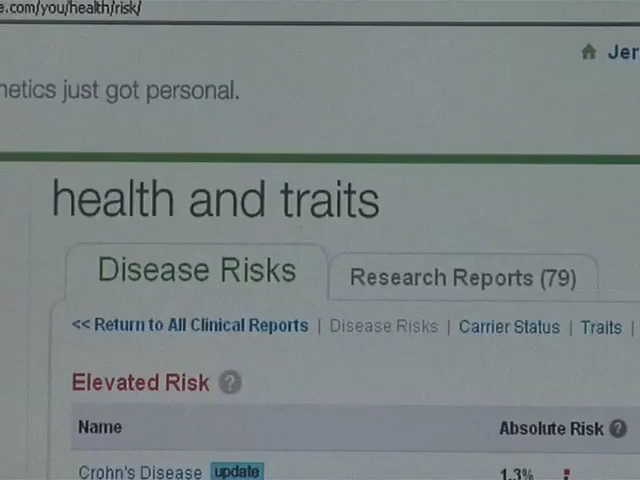 e.com/you/health/risk/
Jer
netics just got personal.
health and traits
Disease Risks
Research Reports (79)
<< Return to All Clinical Reports | Disease Risks | Carrier Status | Traits |
Elevated Risk ?
Name Absolute Risk ?
Crohn's Disease update 1.3%